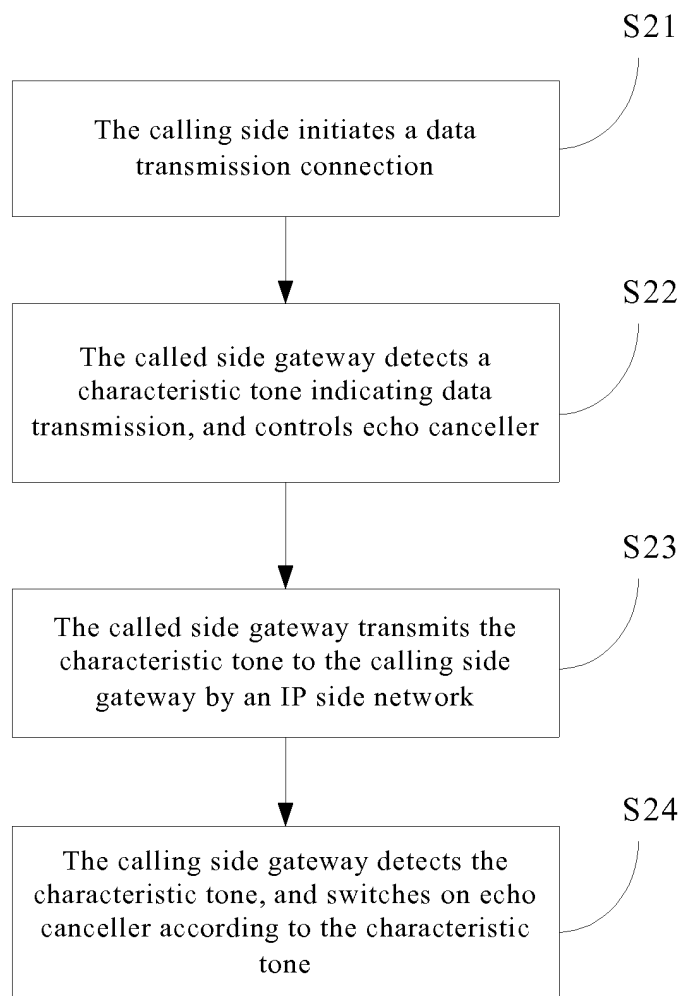 S21
The calling side initiates a data
transmission connection
S22
The called side gateway detects a
characteristic tone indicating data
transmission, and controls echo canceller
S23
The called side gateway transmits the
characteristic tone to the calling side
gateway by an IP side network
S24
The calling side gateway detects the
characteristic tone, and switches on echo
canceller according to the characteristic
tone